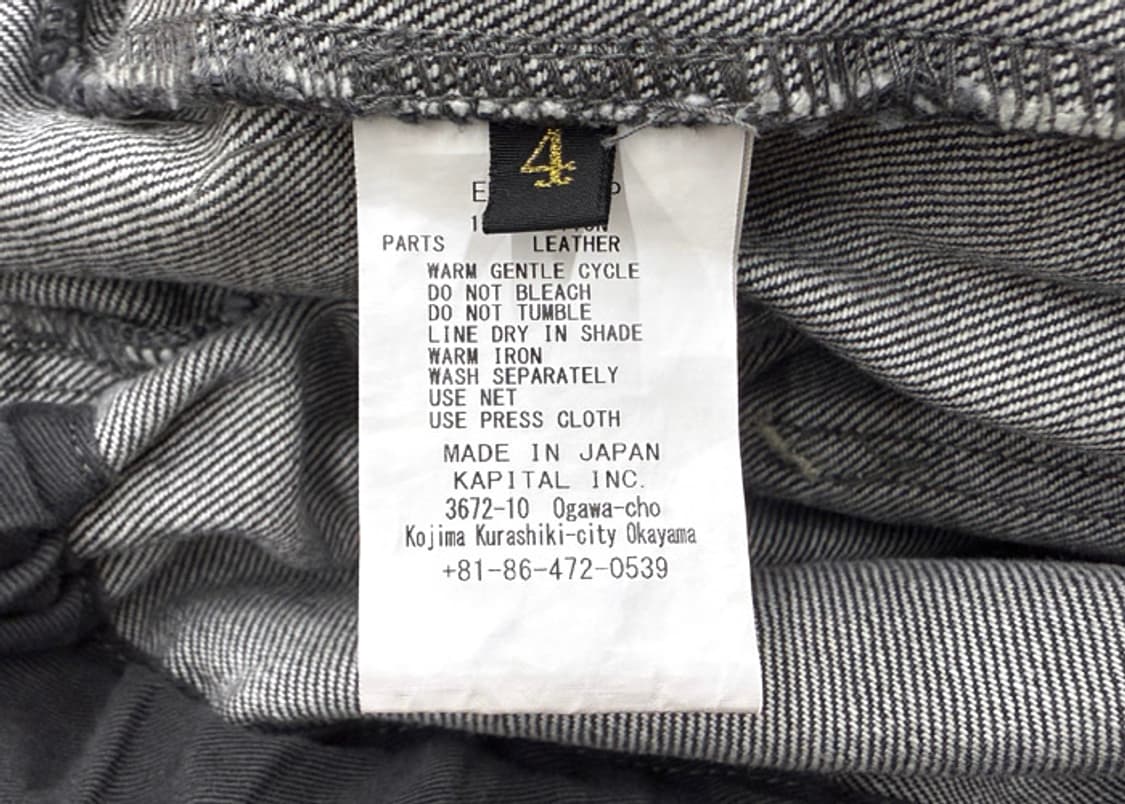 4
PARTS LEATHER
WARM GENTLE CYCLE
DO NOT BLEACH
DO NOT TUMBLE
LINE DRY IN SHADE
WARM IRON
WASH SEPARATELY
USE NET
USE PRESS CLOTH
MADE IN JAPAN
KAPITAL INC.
3672-10 Ogawa-cho
Kojima Kurashiki-city Okayama
+81-86-472-0539